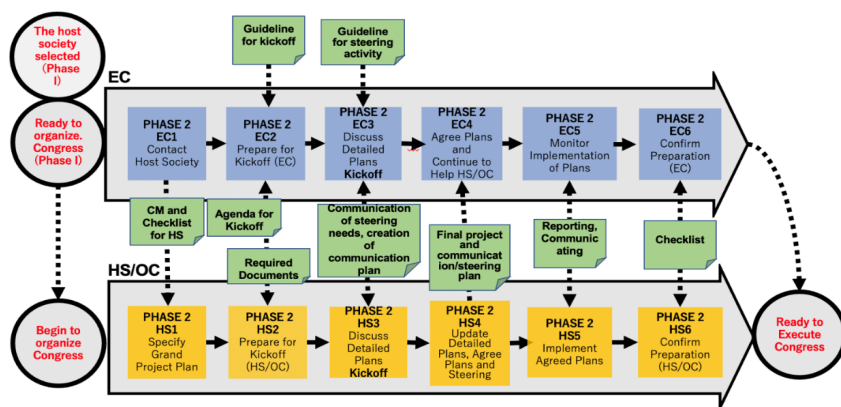 The host
society
selected
(Phase
I)
Guideline
for kickoff
Guideline
for steering
activity
EC
Ready to
organize.
Congress
(Phase I)
PHASE 2
EC1
Contact
Host Society
PHASE 2
EC2
Prepare for
Kickoff (EC)
PHASE 2
EC3
Discuss
Detailed
Plans
Kickoff
PHASE 2
EC4
Agree Plans
and
Continue to
Help HS/OC
PHASE 2
EC5
Monitor
Implementation
of Plans
PHASE 2
EC6
Confirm
Preparation
(EC)
CM and
Checklist
for HS
Agenda for
Kickoff
Required
Documents
Communication
of steering
needs, creation
of
communication
plan
Final project
and
communicat
ion/steering
plan
Reporting,
Communic
ating
Checklist
HS/OC
Begin to
organize
Congress
PHASE 2
HS1
Specify
Grand
Project Plan
PHASE 2
HS2
Prepare for
Kickoff
(HS/OC)
PHASE 2
HS3
Discuss
Detailed
Plans
Kickoff
PHASE 2
HS4
Update
Detailed
Plans, Agree
Plans and
Steering
PHASE 2
HS5
Implement
Agreed Plans
PHASE 2
HS6
Confirm
Preparation
(HS/OC)
Ready to
Execute
Congress